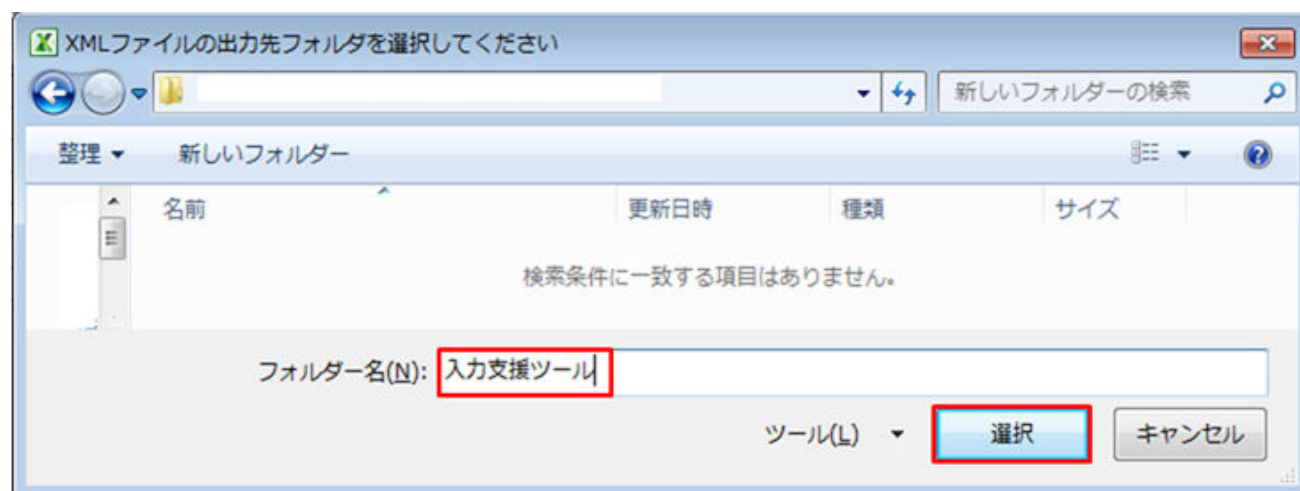 XMLファイルの出力先フォルダを選択してください
新しいフォルダーの検索
整理 新しいフォルダー
名前 更新日時 種類 サイズ
検索条件に一致する項目はありません。
フォルダー名(N): 入力支援ツール
ツール(L) 選択 キャンセル